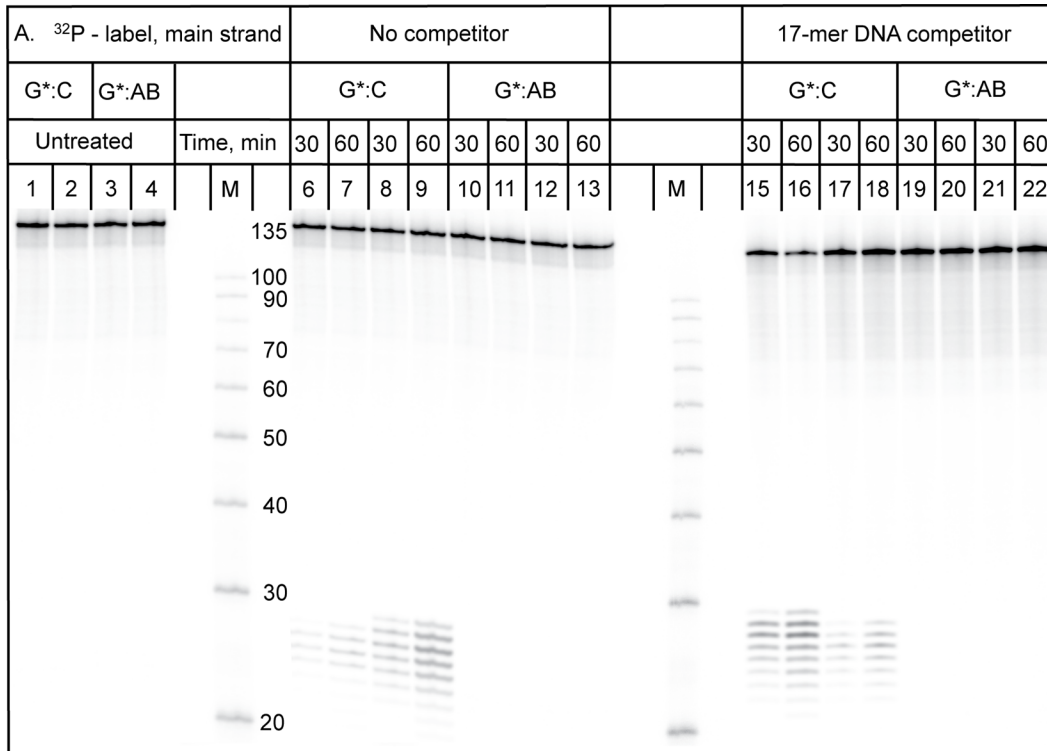 A. ³²P - label, main strand No competitor 17-mer DNA competitor
G*:C G*:AB G*:C G*:AB G*:C G*:AB
Untreated Time, min 30 60 30 60 30 60 30 60 30 60 30 60 30 60 30 60
1 2 3 4 M 6 7 8 9 10 11 12 13 M 15 16 17 18 19 20 21 22
135
100
90
70
60
50
40
30
20